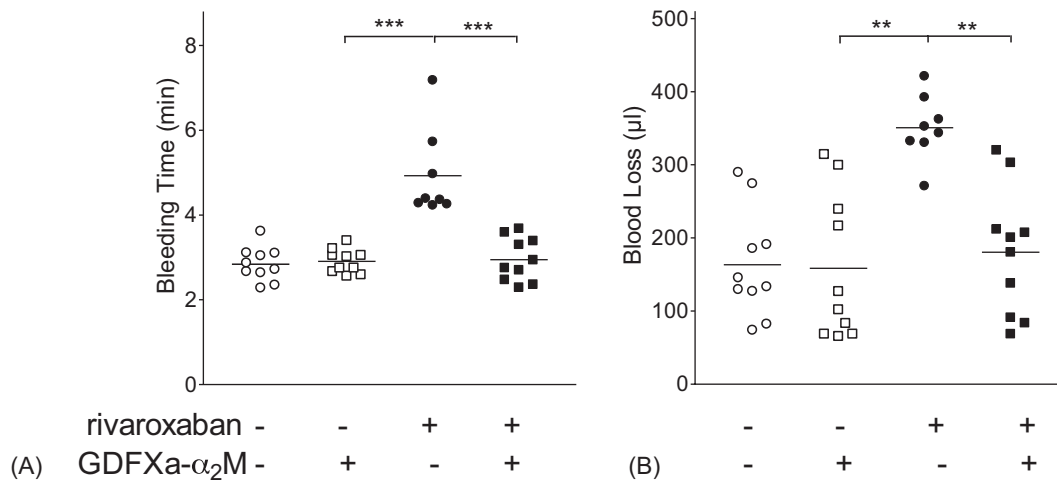 *** ***
8
6
4
2
0
Bleeding Time (min)
rivaroxaban - - + +
(A) GDFXa-α₂M - + - +
** **
500
400
300
200
100
0
Blood Loss (µl)
- - + +
(B) - + - +